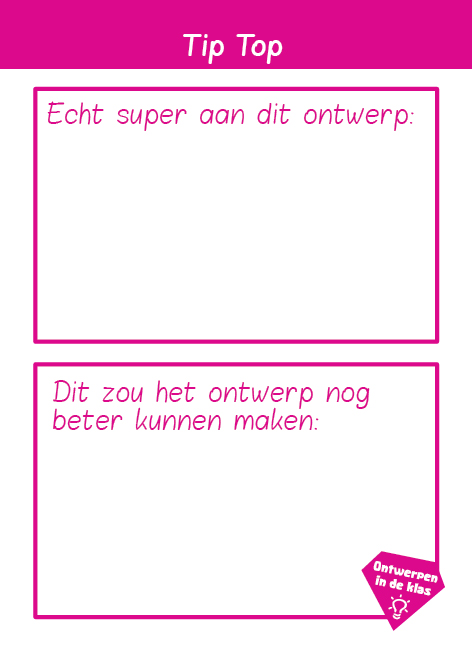 Tip Top
Echt super aan dit ontwerp:
Dit zou het ontwerp nog
beter kunnen maken:
Ontwerpen
in de klas